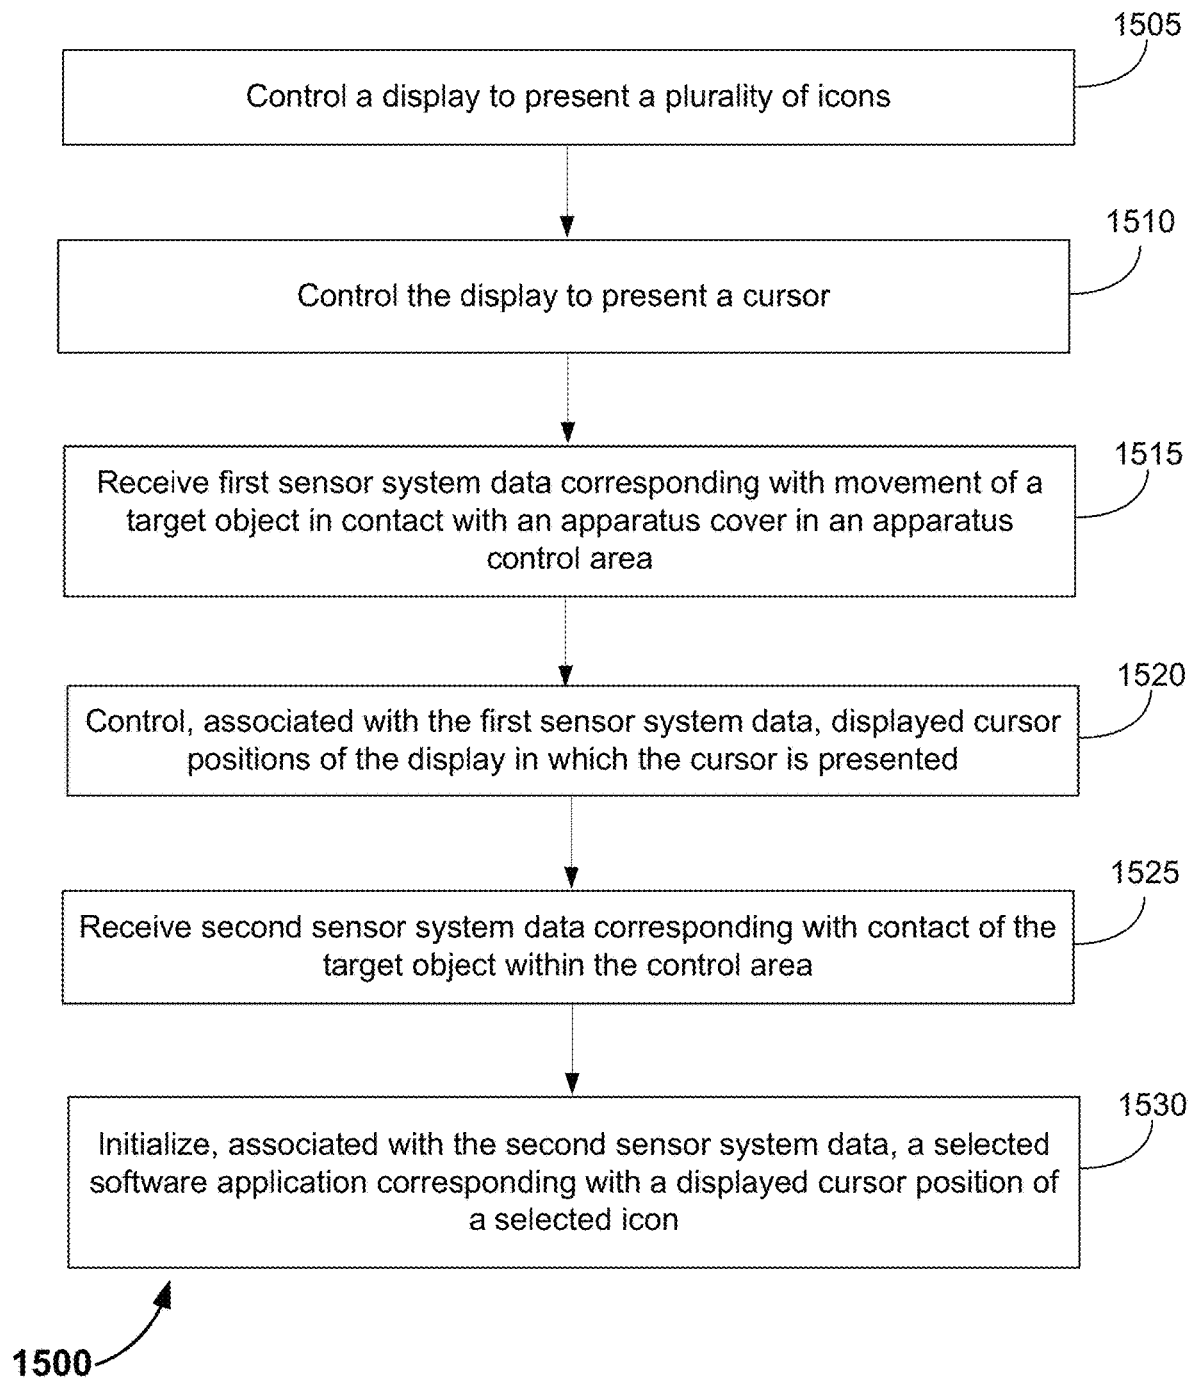 1505
Control a display to present a plurality of icons
1510
Control the display to present a cursor
1515
Receive first sensor system data corresponding with movement of a
target object in contact with an apparatus cover in an apparatus
control area
1520
Control, associated with the first sensor system data, displayed cursor
positions of the display in which the cursor is presented
1525
Receive second sensor system data corresponding with contact of the
target object within the control area
1530
Initialize, associated with the second sensor system data, a selected
software application corresponding with a displayed cursor position of
a selected icon
1500